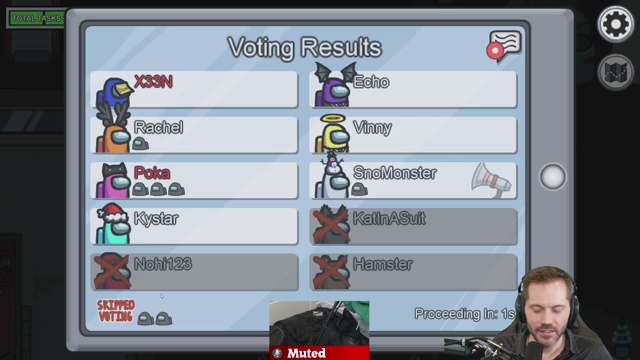 TOTAL TASKS
Voting Results
X33N
Echo
Rachel
Vinny
Poka
SnoMonster
Kystar
KatInASuit
Nohi123
Hamster
SKIPPED
VOTING
Proceeding In: 1s
Muted